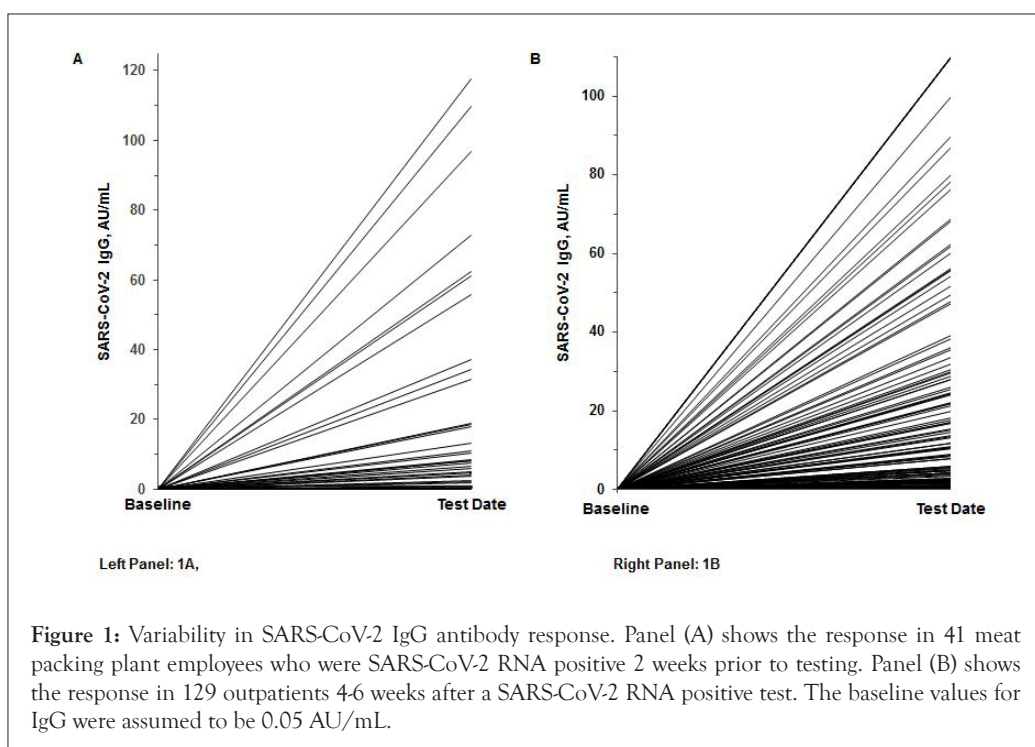 A
120
100
80
60
40
20
0
SARS-CoV-2 IgG, AU/mL
Baseline
Test Date
B
100
80
60
40
20
0
SARS-CoV-2 IgG, AU/mL
Baseline
Test Date
Left Panel: 1A,
Right Panel: 1B
Figure 1: Variability in SARS-CoV-2 IgG antibody response. Panel (A) shows the response in 41 meat
packing plant employees who were SARS-CoV-2 RNA positive 2 weeks prior to testing. Panel (B) shows
the response in 129 outpatients 4-6 weeks after a SARS-CoV-2 RNA positive test. The baseline values for
IgG were assumed to be 0.05 AU/mL.